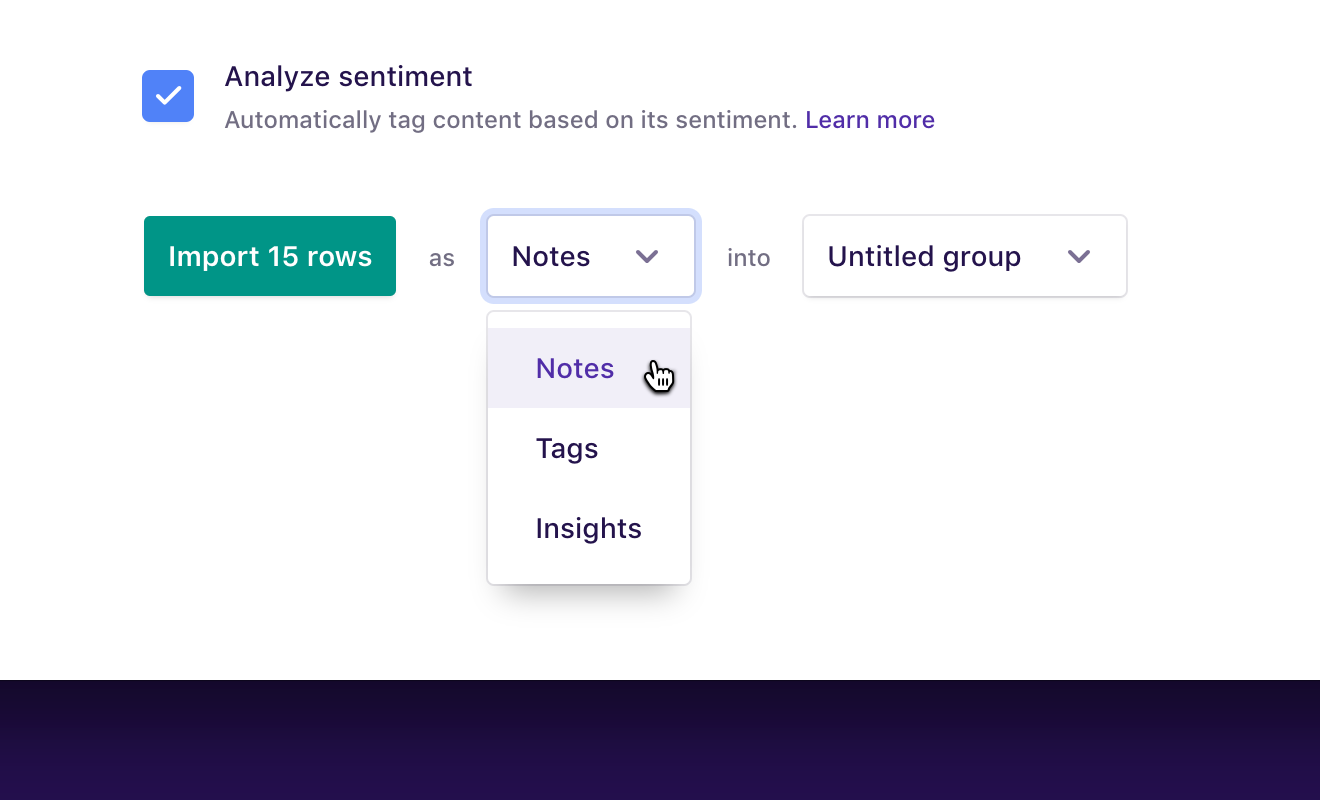 Analyze sentiment
Automatically tag content based on its sentiment. Learn more
Import 15 rows as Notes into Untitled group
Notes
Tags
Insights